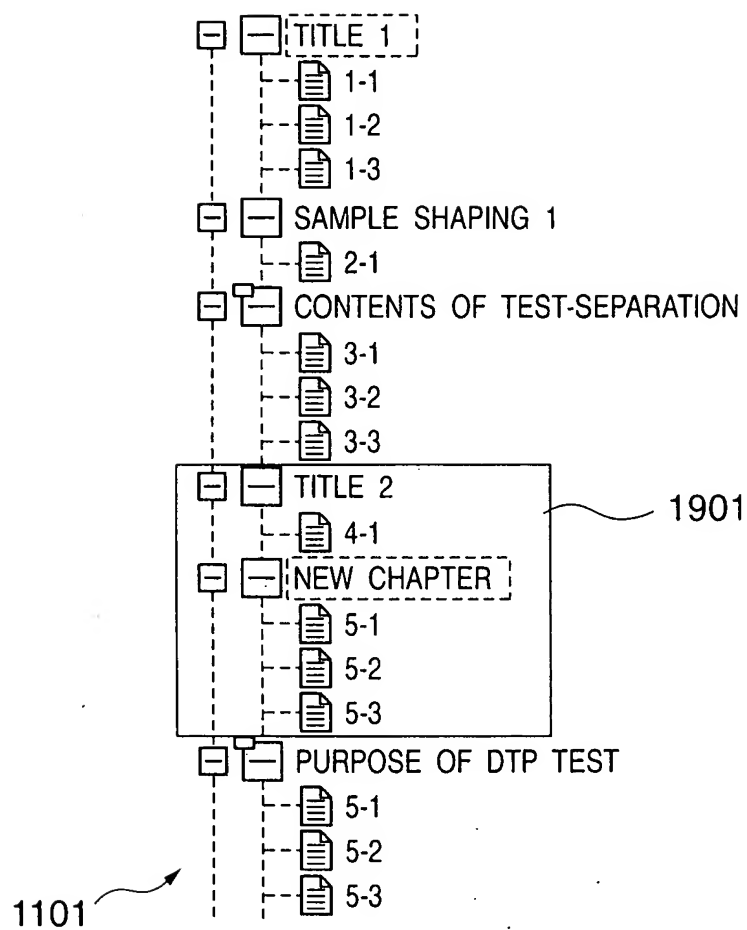 TITLE 1
1-1
1-2
1-3
SAMPLE SHAPING 1
2-1
CONTENTS OF TEST-SEPARATION
3-1
3-2
3-3
TITLE 2
1901
4-1
NEW CHAPTER
5-1
5-2
5-3
PURPOSE OF DTP TEST
5-1
5-2
5-3
1101